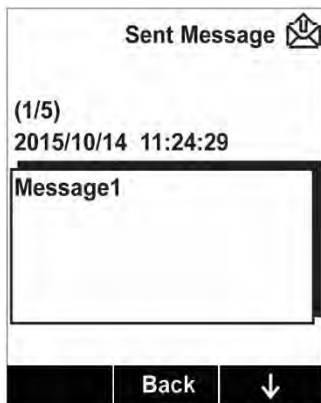 Sent Message
(1/5)
2015/10/14 11:24:29
Message1
Back ↓